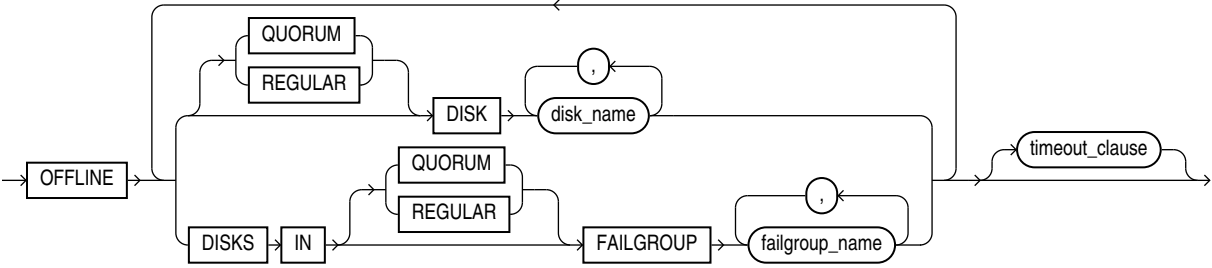 QUORUM
REGULAR
,
DISK
disk_name
OFFLINE
timeout_clause
QUORUM
REGULAR
,
DISKS
IN
FAILGROUP
failgroup_name